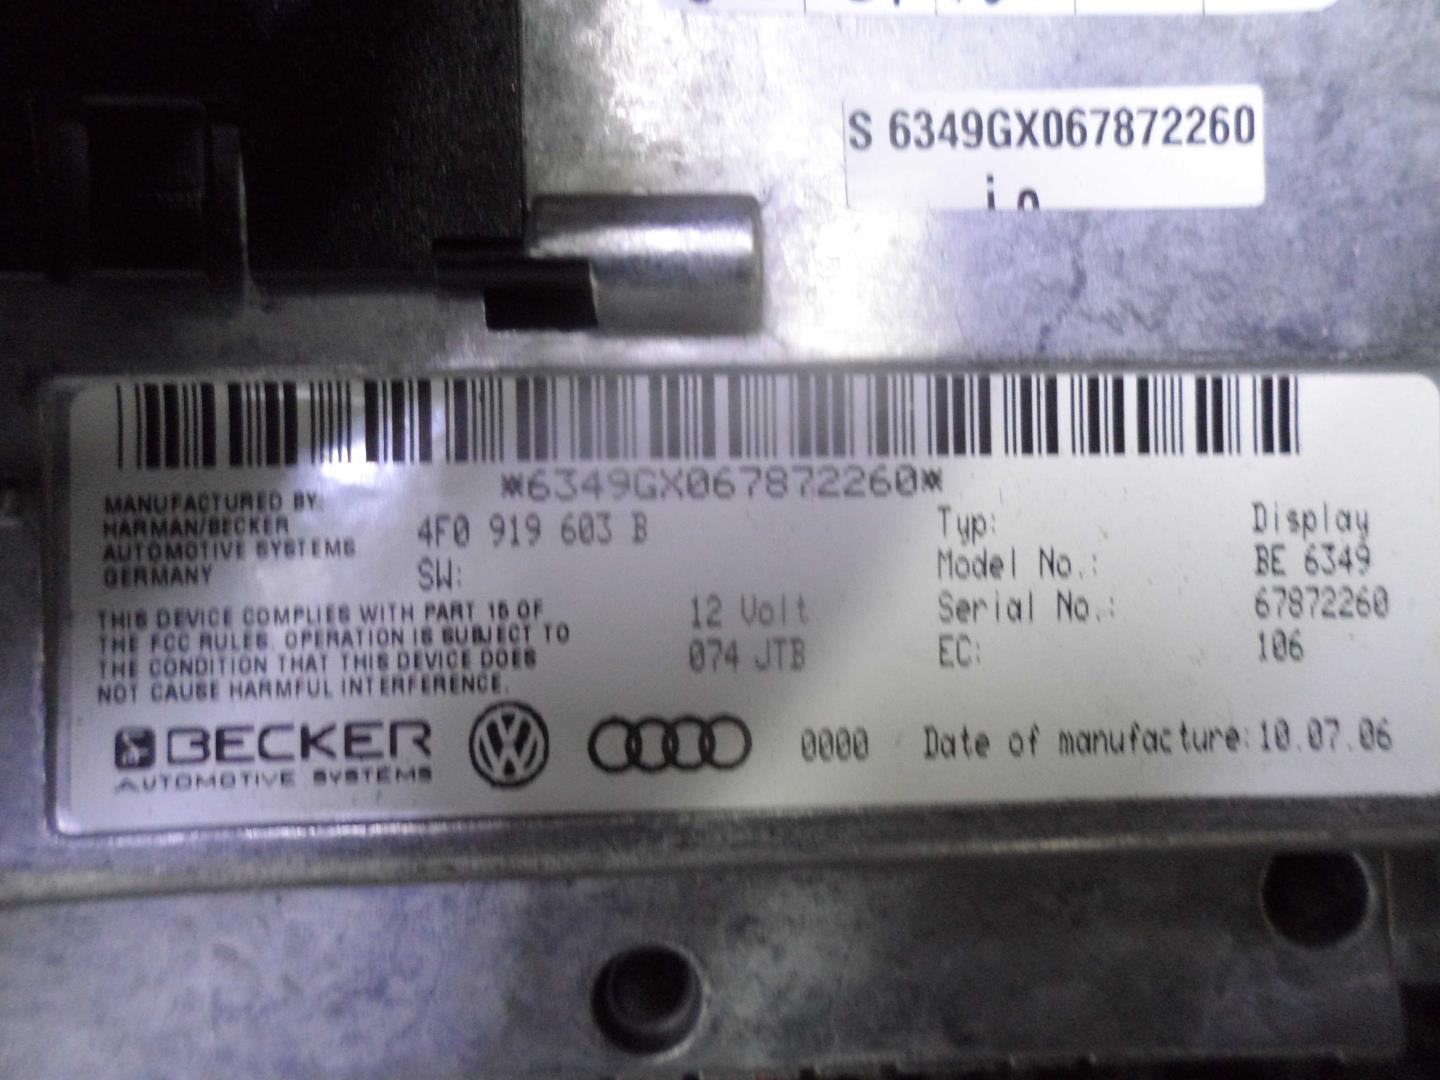 S 6349GX067872260
i.o
*6349GX067872260*
MANUFACTURED BY:
HARMAN/BECKER
AUTOMOTIVE SYSTEMS
GERMANY
4F0 919 603 B
SW:
THIS DEVICE COMPLIES WITH PART 15 OF
THE FCC RULES. OPERATION IS SUBJECT TO
THE CONDITION THAT THIS DEVICE DOES
NOT CAUSE HARMFUL INTERFERENCE.
12 Volt
074 JTB
Typ: Display
Model No.: BE 6349
Serial No.: 67872260
EC: 106
BECKER
AUTOMOTIVE SYSTEMS
VW
0000
Date of manufacture: 10.07.06